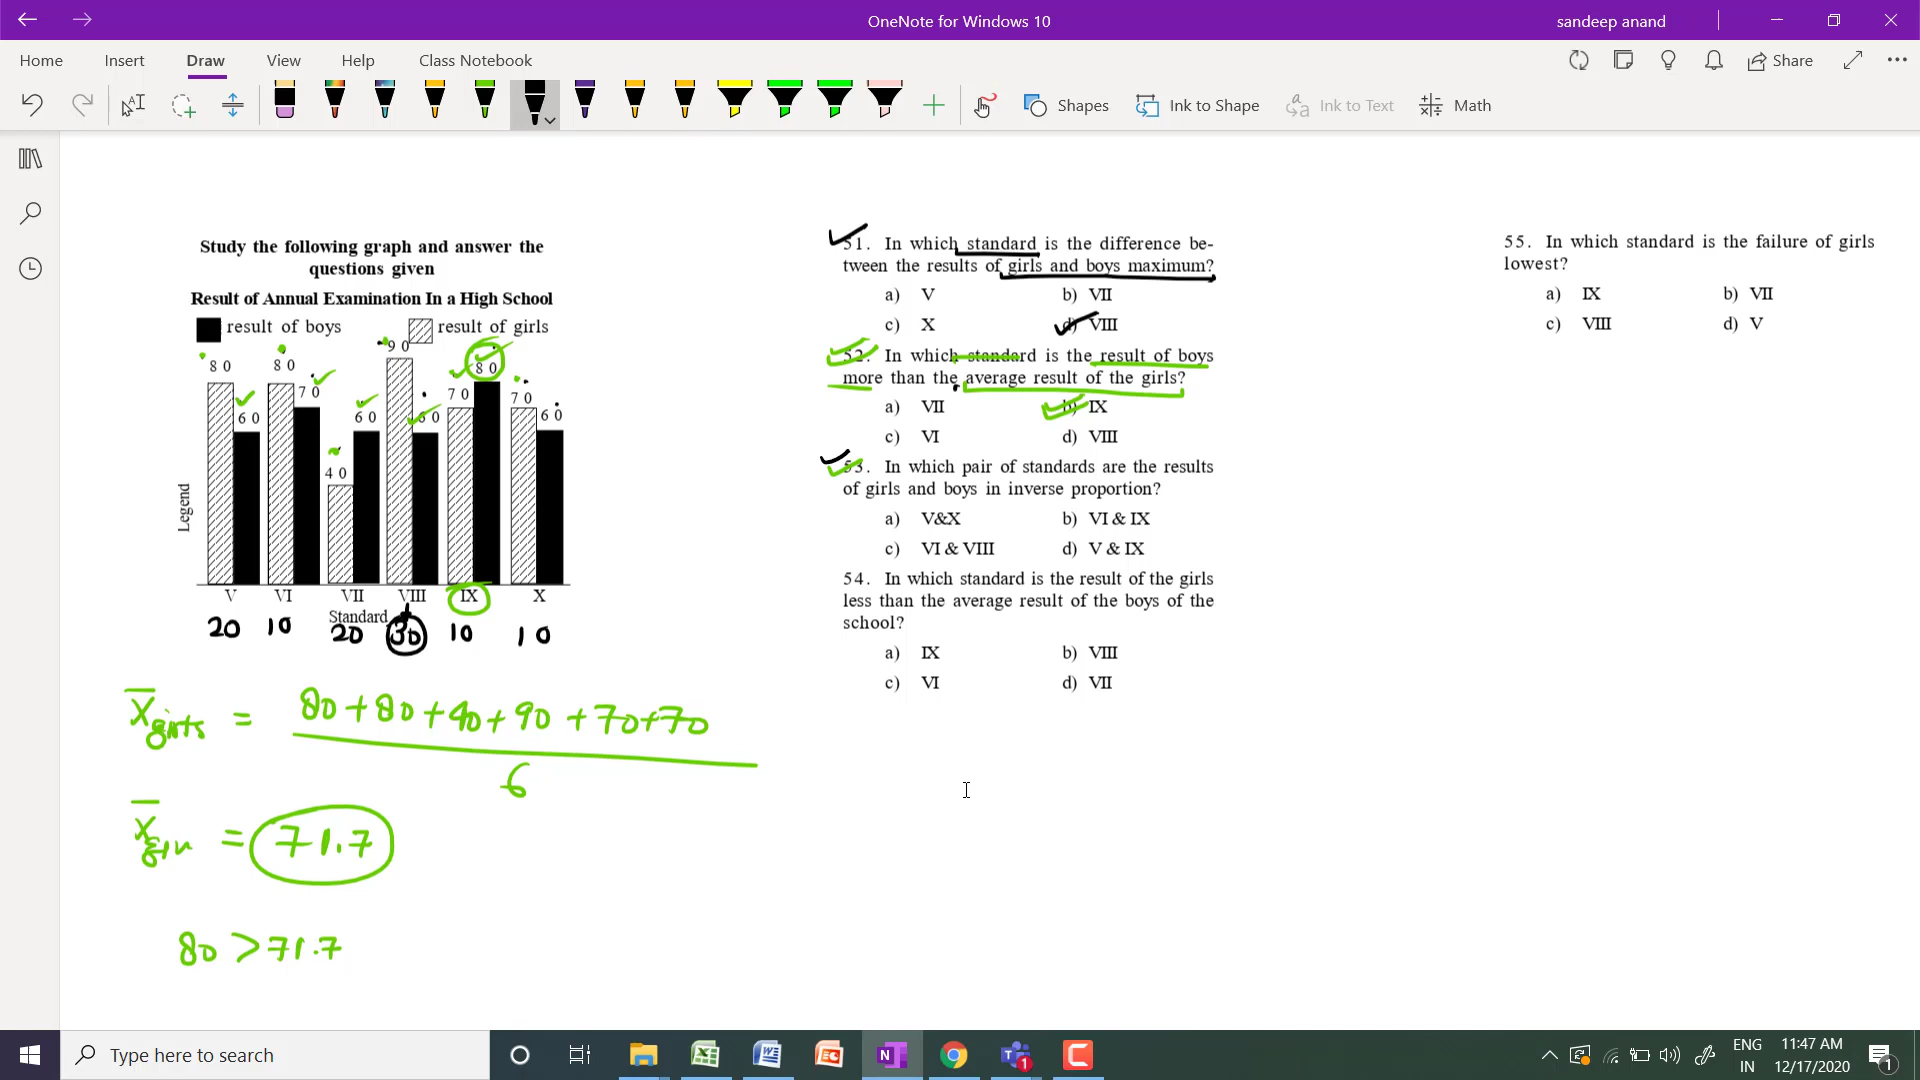 OneNote for Windows 10
sandeep anand
Home Insert Draw View Help Class Notebook
Share
Shapes Ink to Shape Ink to Text Math
Study the following graph and answer the
questions given
Result of Annual Examination In a High School
result of boys result of girls
80 60
80 70
40 60
90 60
70 80
70 60
Legend
V VI VII VIII IX X
Standard
20 10 20 30 10 10
X girls = 80+80+40+90+70+70
6
X = 71.7
80 > 71.7
51. In which standard is the difference be-
tween the results of girls and boys maximum?
a) V b) VII
c) X d) VIII
52. In which standard is the result of boys
more than the average result of the girls?
a) VII b) IX
c) VI d) VIII
53. In which pair of standards are the results
of girls and boys in inverse proportion?
a) V&X b) VI & IX
c) VI & VIII d) V & IX
54. In which standard is the result of the girls
less than the average result of the boys of the
school?
a) IX b) VIII
c) VI d) VII
55. In which standard is the failure of girls
lowest?
a) IX b) VII
c) VIII d) V
Type here to search
ENG 11:47 AM
IN 12/17/2020